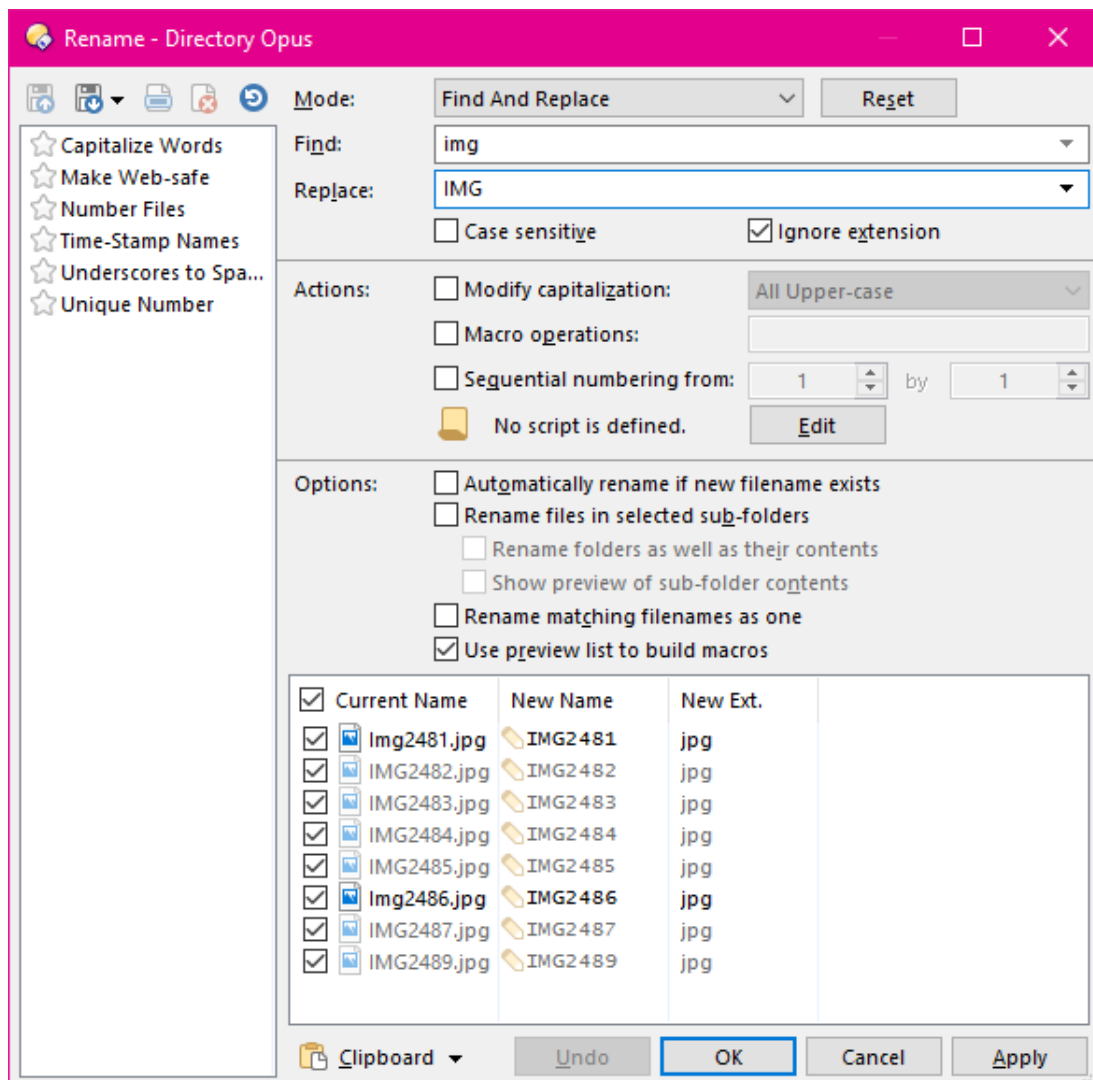 Rename - Directory Opus
Mode: Find And Replace Reset
Find: img
Replace: IMG
Case sensitive Ignore extension
Capitalize Words
Make Web-safe
Number Files
Time-Stamp Names
Underscores to Spa...
Unique Number
Actions: Modify capitalization: All Upper-case
Macro operations:
Sequential numbering from: 1 by 1
No script is defined. Edit
Options: Automatically rename if new filename exists
Rename files in selected sub-folders
Rename folders as well as their contents
Show preview of sub-folder contents
Rename matching filenames as one
Use preview list to build macros
Current Name New Name New Ext.
Img2481.jpg IMG2481 jpg
IMG2482.jpg IMG2482 jpg
IMG2483.jpg IMG2483 jpg
IMG2484.jpg IMG2484 jpg
IMG2485.jpg IMG2485 jpg
Img2486.jpg IMG2486 jpg
IMG2487.jpg IMG2487 jpg
IMG2489.jpg IMG2489 jpg
Clipboard Undo OK Cancel Apply